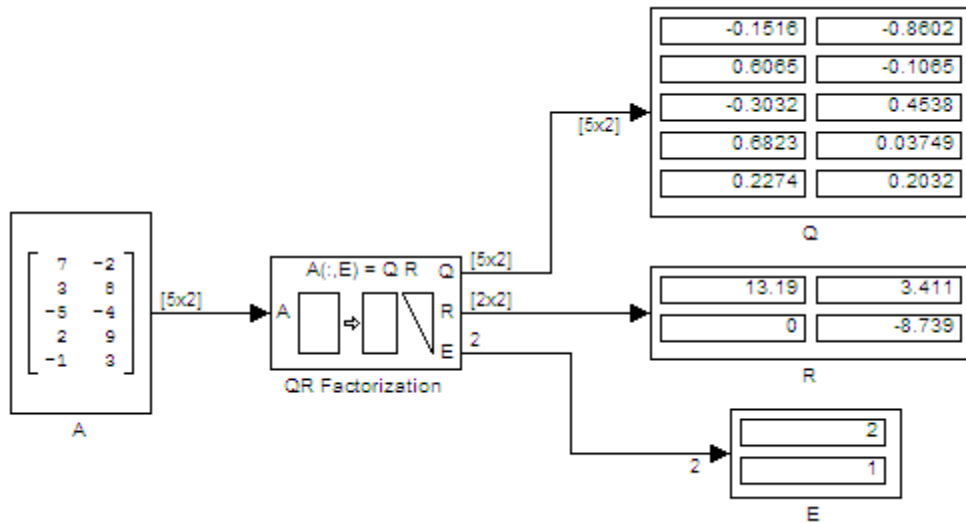 -0.1516 -0.8602
0.6065 -0.1065
-0.3032 0.4538
0.6823 0.03749
0.2274 0.2032
Q
[5x2]
7 -2
3 8
-5 -4
2 9
-1 3
A
[5x2]
A(:,E) = Q R
A
Q
R
E
QR Factorization
[5x2]
[2x2]
2
13.19 3.411
0 -8.739
R
2
2
1
E